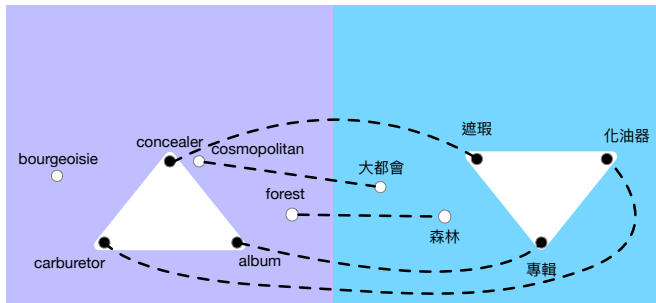 concealer
cosmopolitan
bourgeoisie
forest
carburetor
album
遮瑕
化油器
大都會
森林
專輯